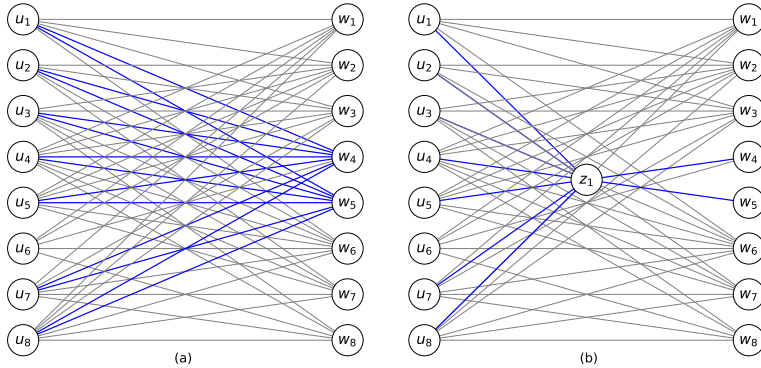 u1 w1 u1 w1
u2 w2 u2 w2
u3 w3 u3 w3
u4 w4 u4 w4
z1
u5 w5 u5 w5
u6 w6 u6 w6
u7 w7 u7 w7
u8 w8 u8 w8
(a) (b)